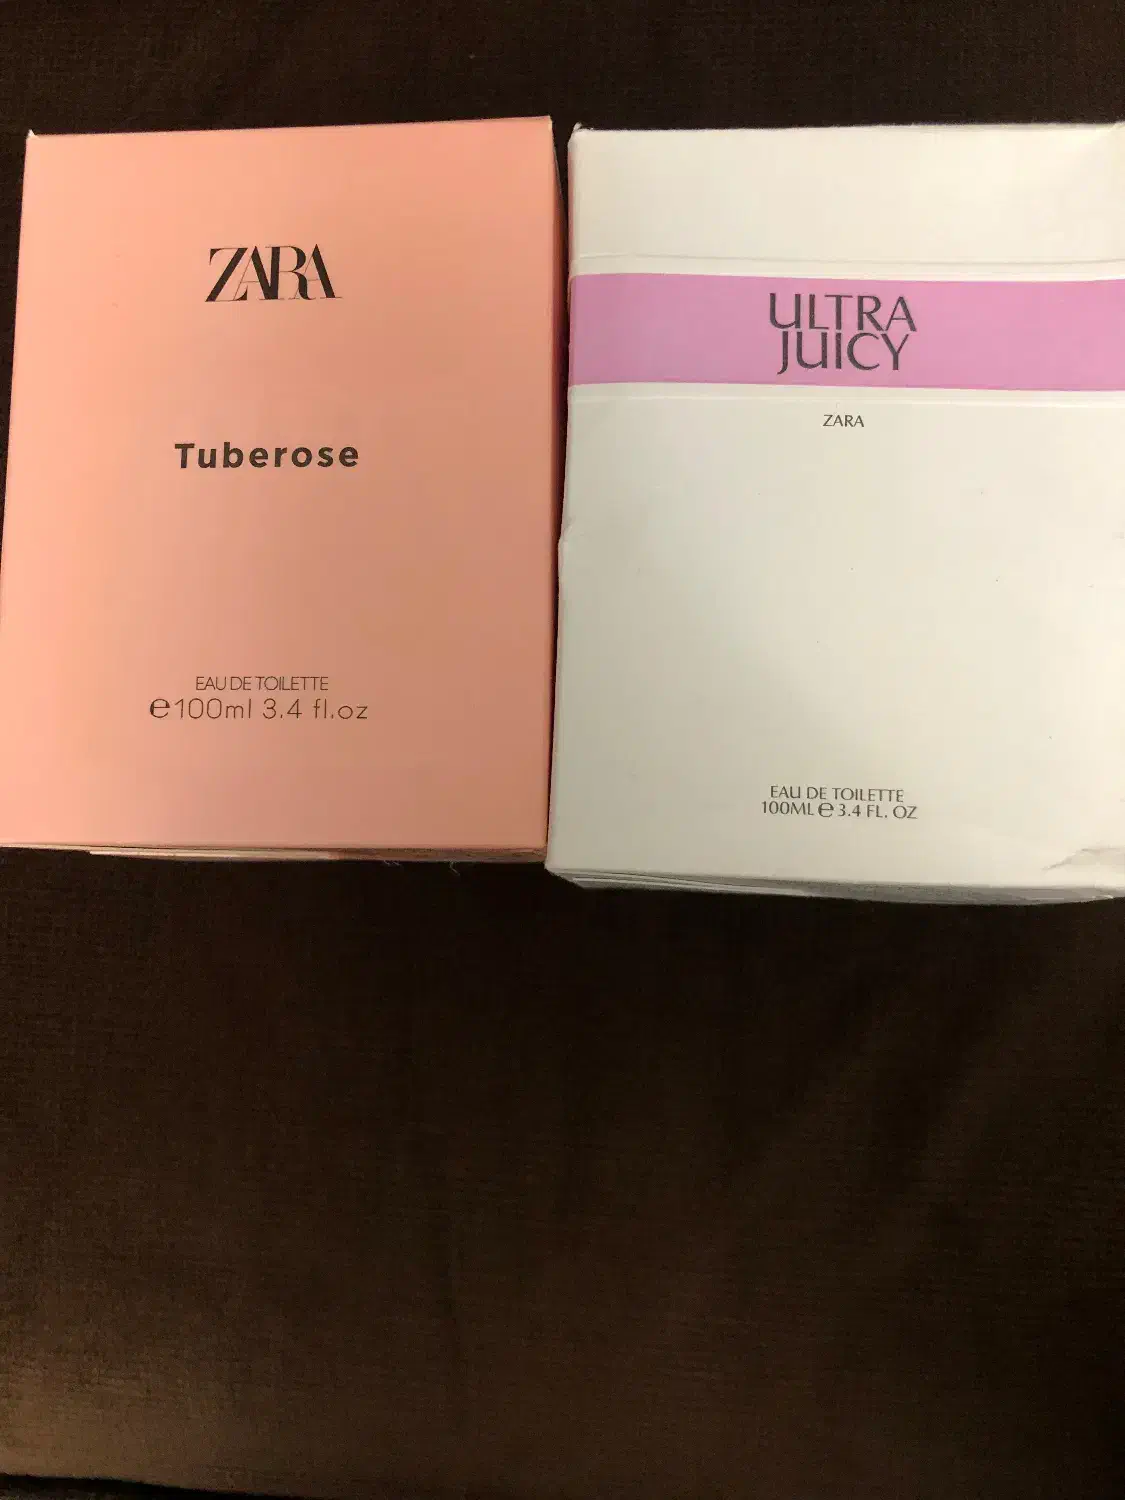 ZARA
Tuberose
EAU DE TOILETTE
e100ml 3.4 fl.oz
ULTRA
JUICY
ZARA
EAU DE TOILETTE
100ML e 3.4 FL. OZ